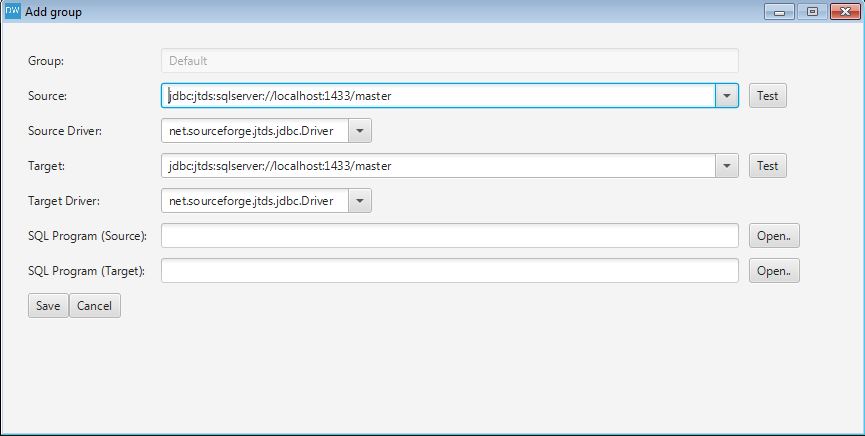 DW Add group
Group: Default
Source: jdbc:jtds:sqlserver://localhost:1433/master Test
Source Driver: net.sourceforge.jtds.jdbc.Driver
Target: jdbc:jtds:sqlserver://localhost:1433/master Test
Target Driver: net.sourceforge.jtds.jdbc.Driver
SQL Program (Source): Open..
SQL Program (Target): Open..
Save Cancel